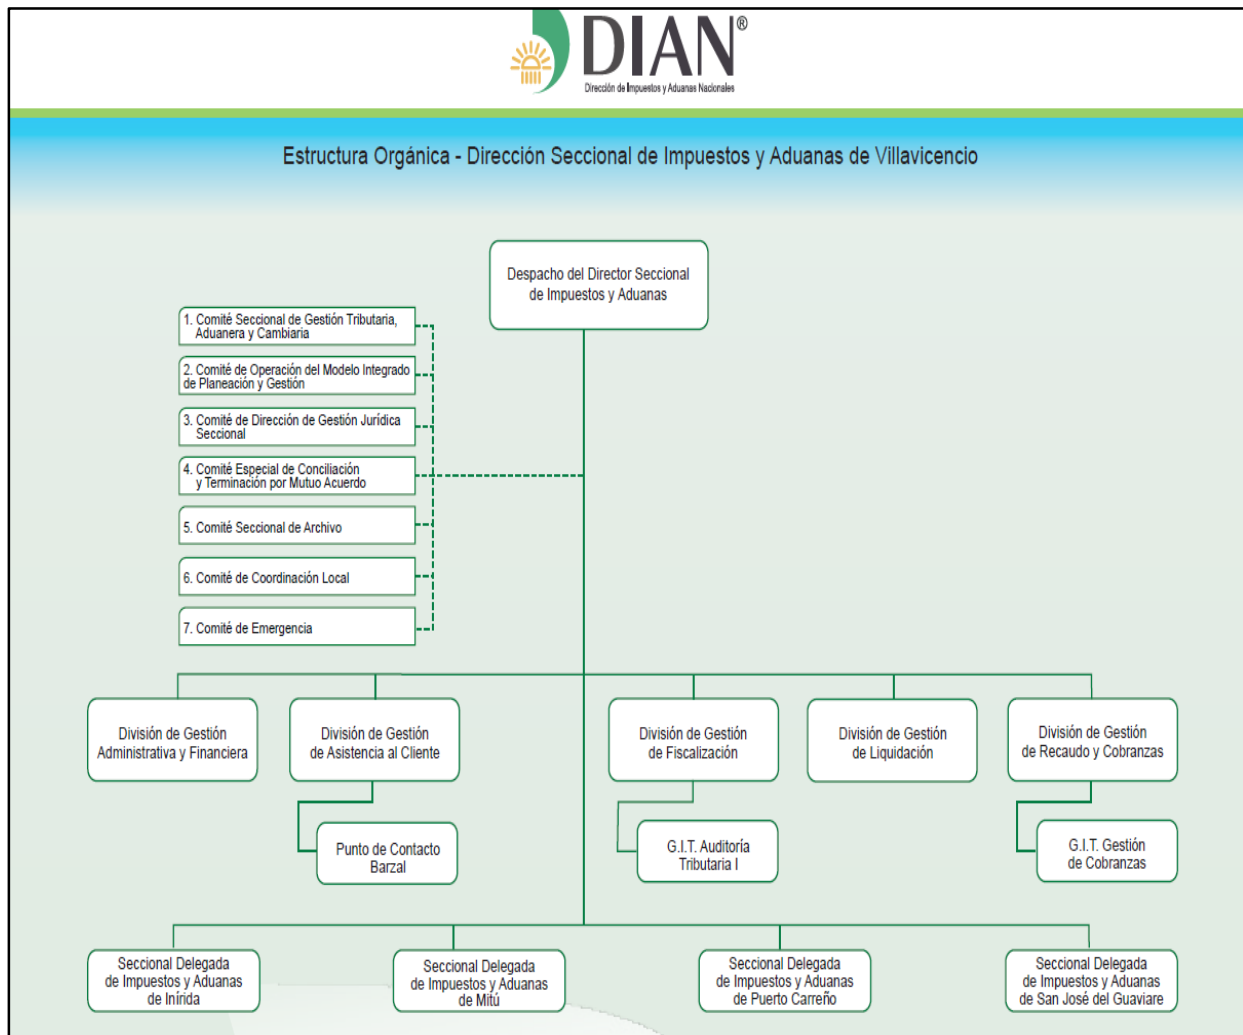 DIAN®
Dirección de Impuestos y Aduanas Nacionales
Estructura Orgánica - Dirección Seccional de Impuestos y Aduanas de Villavicencio
Despacho del Director Seccional
de Impuestos y Aduanas
1. Comité Seccional de Gestión Tributaria,
Aduanera y Cambiaria
2. Comité de Operación del Modelo Integrado
de Planeación y Gestión
3. Comité de Dirección de Gestión Jurídica
Seccional
4. Comité Especial de Conciliación
y Terminación por Mutuo Acuerdo
5. Comité Seccional de Archivo
6. Comité de Coordinación Local
7. Comité de Emergencia
División de Gestión
Administrativa y Financiera
División de Gestión
de Asistencia al Cliente
División de Gestión
de Fiscalización
División de Gestión
de Liquidación
División de Gestión
de Recaudo y Cobranzas
Punto de Contacto
Barzal
G.I.T. Auditoría
Tributaria I
G.I.T. Gestión
de Cobranzas
Seccional Delegada
de Impuestos y Aduanas
de Inírida
Seccional Delegada
de Impuestos y Aduanas
de Mitú
Seccional Delegada
de Impuestos y Aduanas
de Puerto Carreño
Seccional Delegada
de Impuestos y Aduanas
de San José del Guaviare